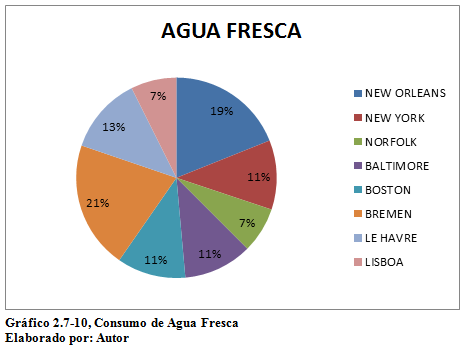 AGUA FRESCA
19%
11%
7%
11%
11%
21%
13%
7%
NEW ORLEANS
NEW YORK
NORFOLK
BALTIMORE
BOSTON
BREMEN
LE HAVRE
LISBOA
Gráfico 2.7-10, Consumo de Agua Fresca
Elaborado por: Autor